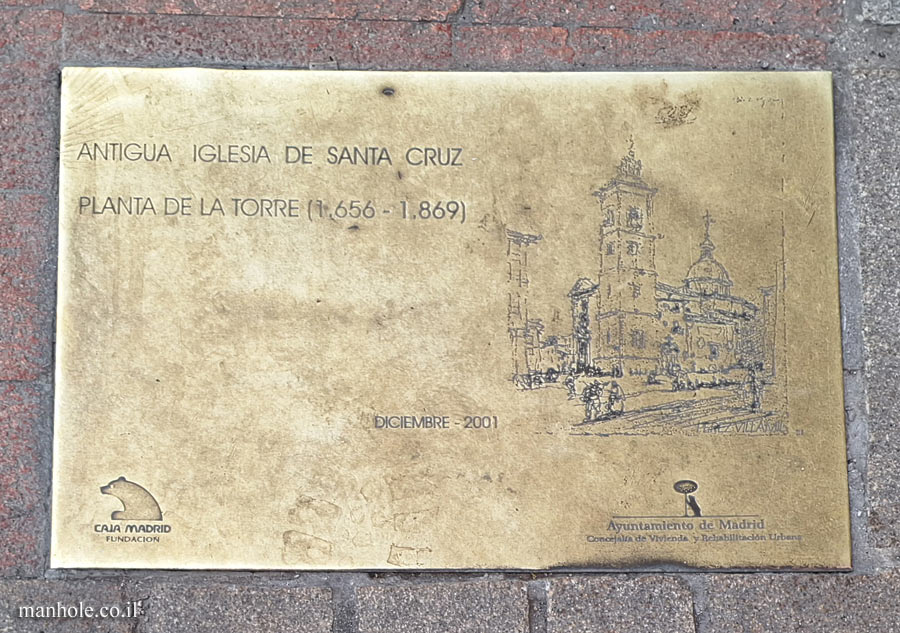 ANTIGUA IGLESIA DE SANTA CRUZ
PLANTA DE LA TORRE (1.656 - 1.869)
DICIEMBRE - 2001
CAJA MADRID
FUNDACION
Ayuntamiento de Madrid
Concejalía de Vivienda y Rehabilitación Urbana
manhole.co.il